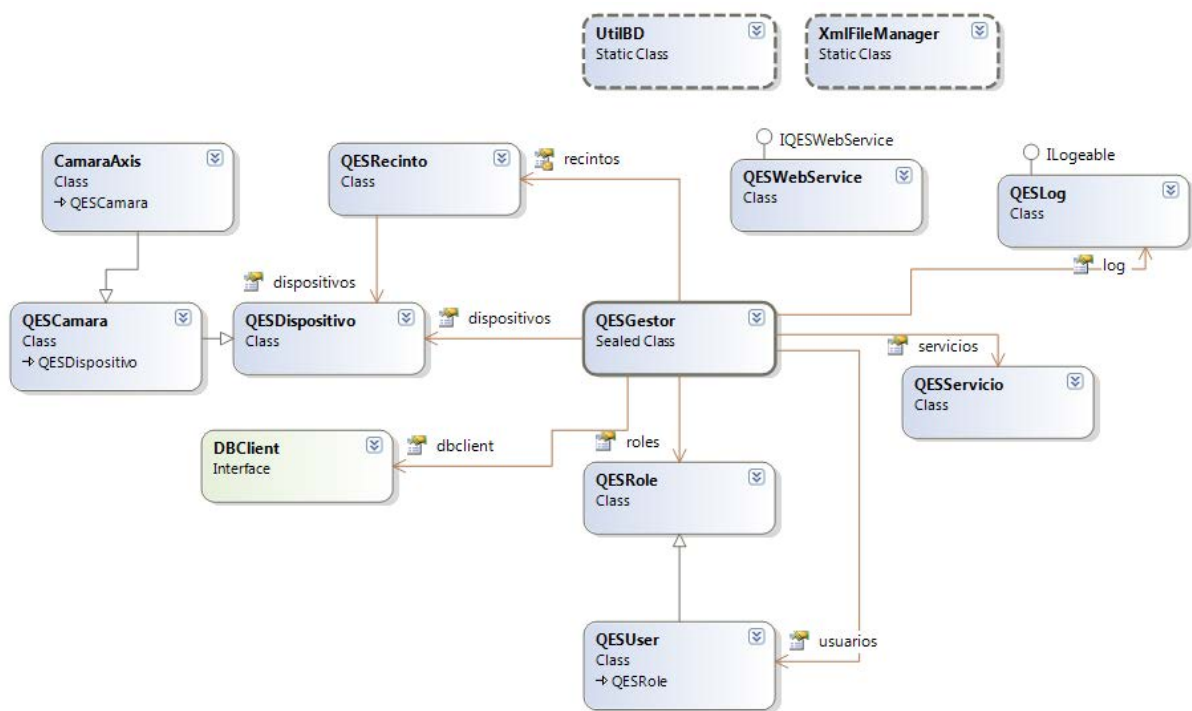 UtilBD
Static Class
XmlFileManager
Static Class
IQESWebService
ILogeable
CamaraAxis
Class
QESCamara
QESRecinto
Class
recintos
QESWebService
Class
QESLog
Class
log
dispositivos
QESCamara
Class
QESDispositivo
QESDispositivo
Class
dispositivos
QESGestor
Sealed Class
servicios
QESServicio
Class
DBClient
Interface
dbclient
roles
QESRole
Class
QESUser
Class
QESRole
usuarios